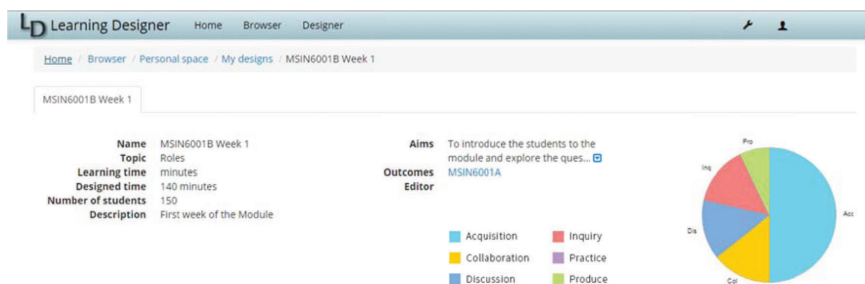 LD Learning Designer Home Browser Designer
Home / Browser / Personal space / My designs / MSIN6001B Week 1
MSIN6001B Week 1
Name MSIN6001B Week 1
Topic Roles
Learning time minutes
Designed time 140 minutes
Number of students 150
Description First week of the Module
Aims To introduce the students to the
module and explore the ques...
Outcomes MSIN6001A
Editor
Acquisition Inquiry
Collaboration Practice
Discussion Produce
Pro
Inq
Acc
Dis
Col